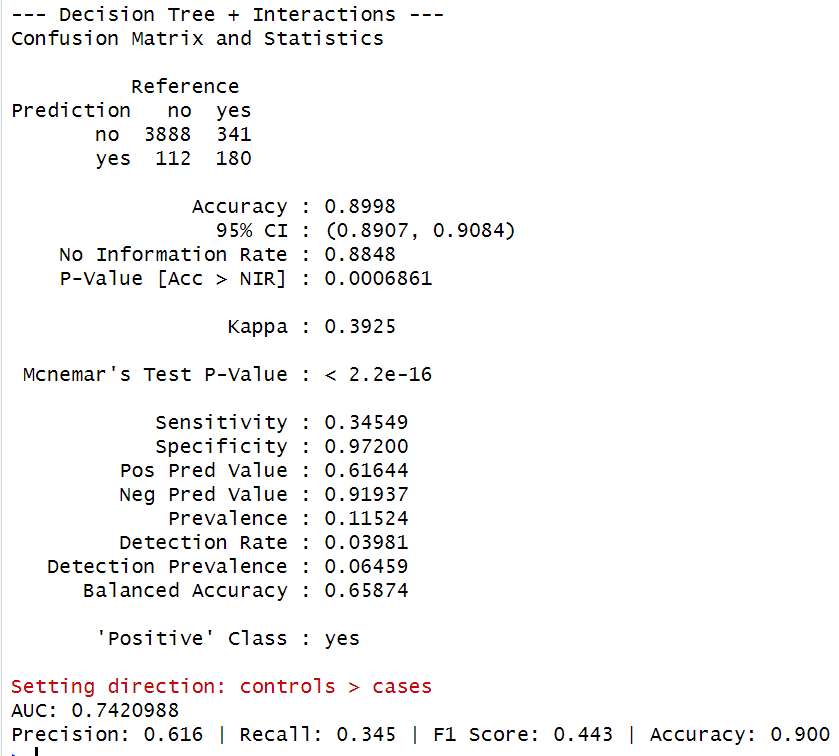 --- Decision Tree + Interactions ---
Confusion Matrix and Statistics
Reference
Prediction no yes
no 3888 341
yes 112 180
Accuracy : 0.8998
95% CI : (0.8907, 0.9084)
No Information Rate : 0.8848
P-Value [Acc > NIR] : 0.0006861
Kappa : 0.3925
Mcnemar's Test P-Value : < 2.2e-16
Sensitivity : 0.34549
Specificity : 0.97200
Pos Pred Value : 0.61644
Neg Pred Value : 0.91937
Prevalence : 0.11524
Detection Rate : 0.03981
Detection Prevalence : 0.06459
Balanced Accuracy : 0.65874
'Positive' Class : yes
Setting direction: controls > cases
AUC: 0.7420988
Precision: 0.616 | Recall: 0.345 | F1 Score: 0.443 | Accuracy: 0.900